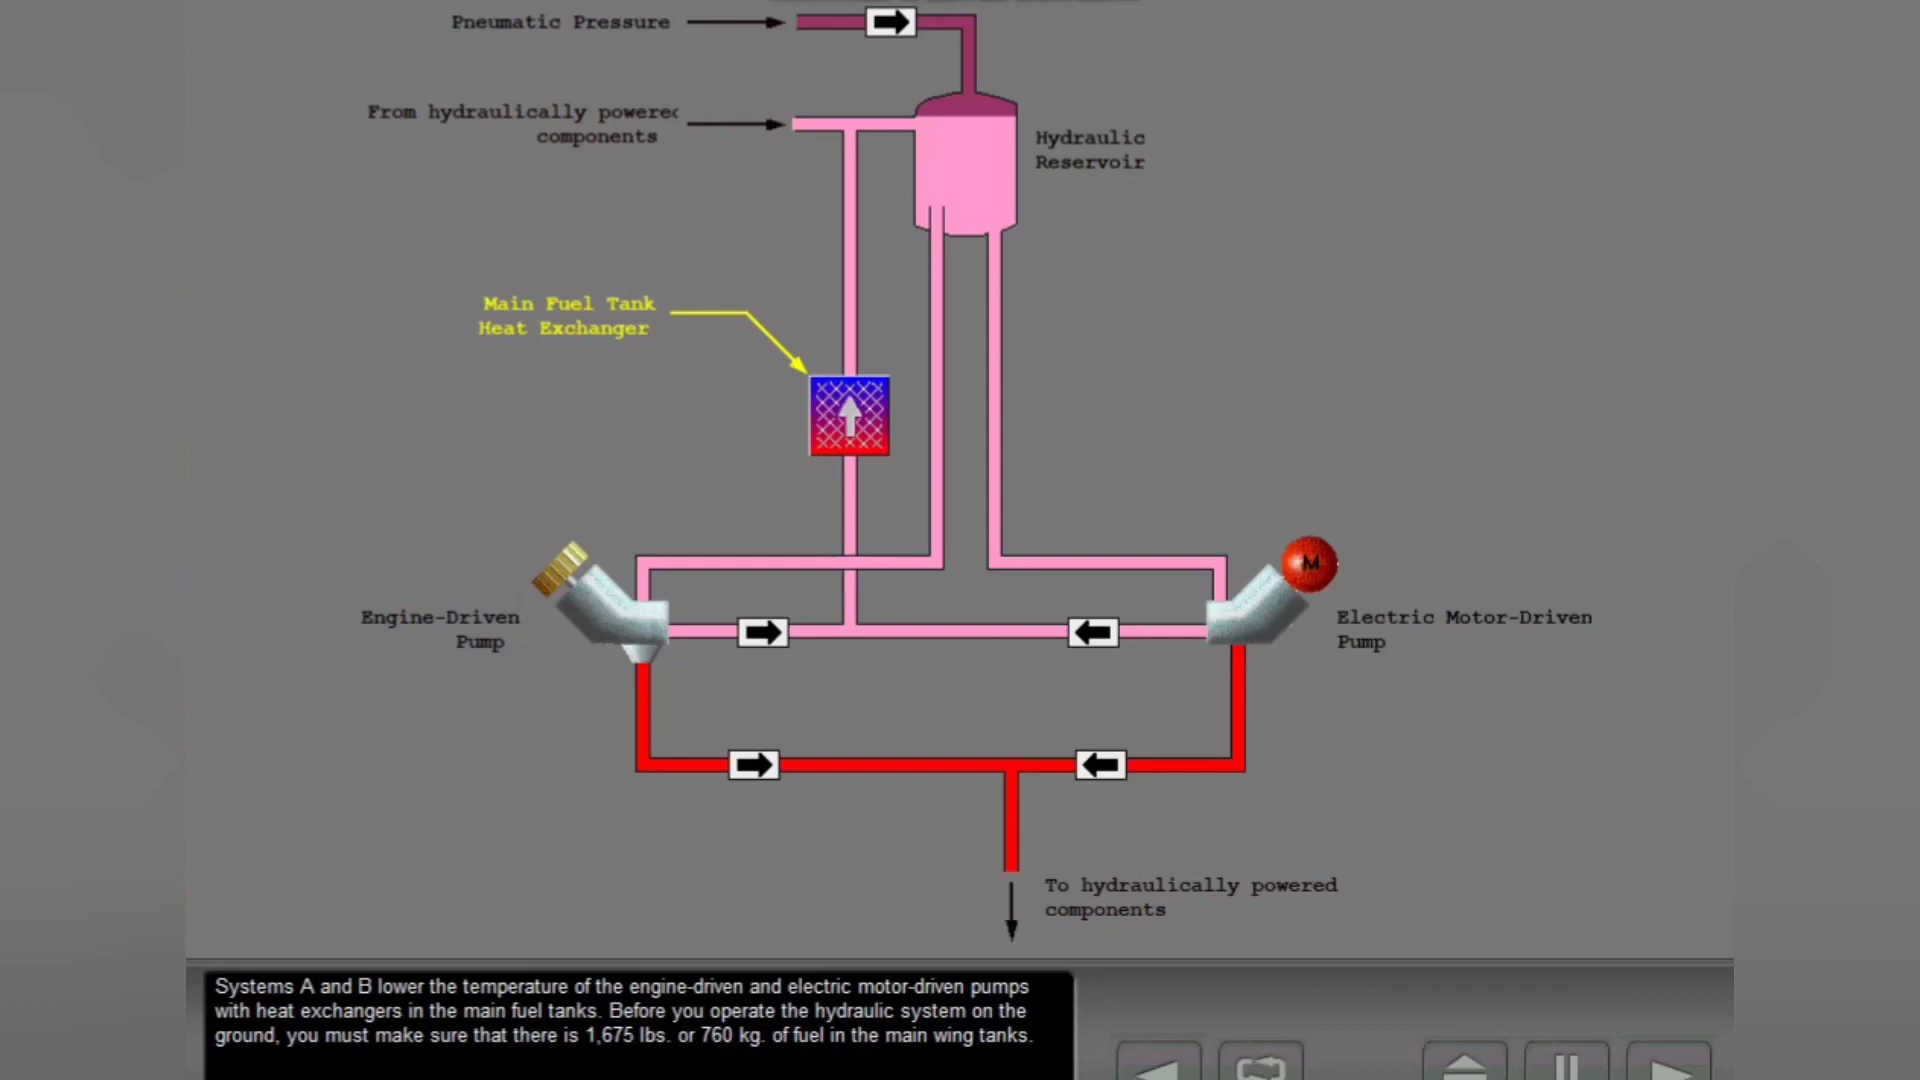 Pneumatic Pressure
From hydraulically powered
components
Hydraulic
Reservoir
Main Fuel Tank
Heat Exchanger
M
Engine-Driven
Pump
Electric Motor-Driven
Pump
To hydraulically powered
components
Systems A and B lower the temperature of the engine-driven and electric motor-driven pumps
with heat exchangers in the main fuel tanks. Before you operate the hydraulic system on the
ground, you must make sure that there is 1,675 lbs. or 760 kg. of fuel in the main wing tanks.